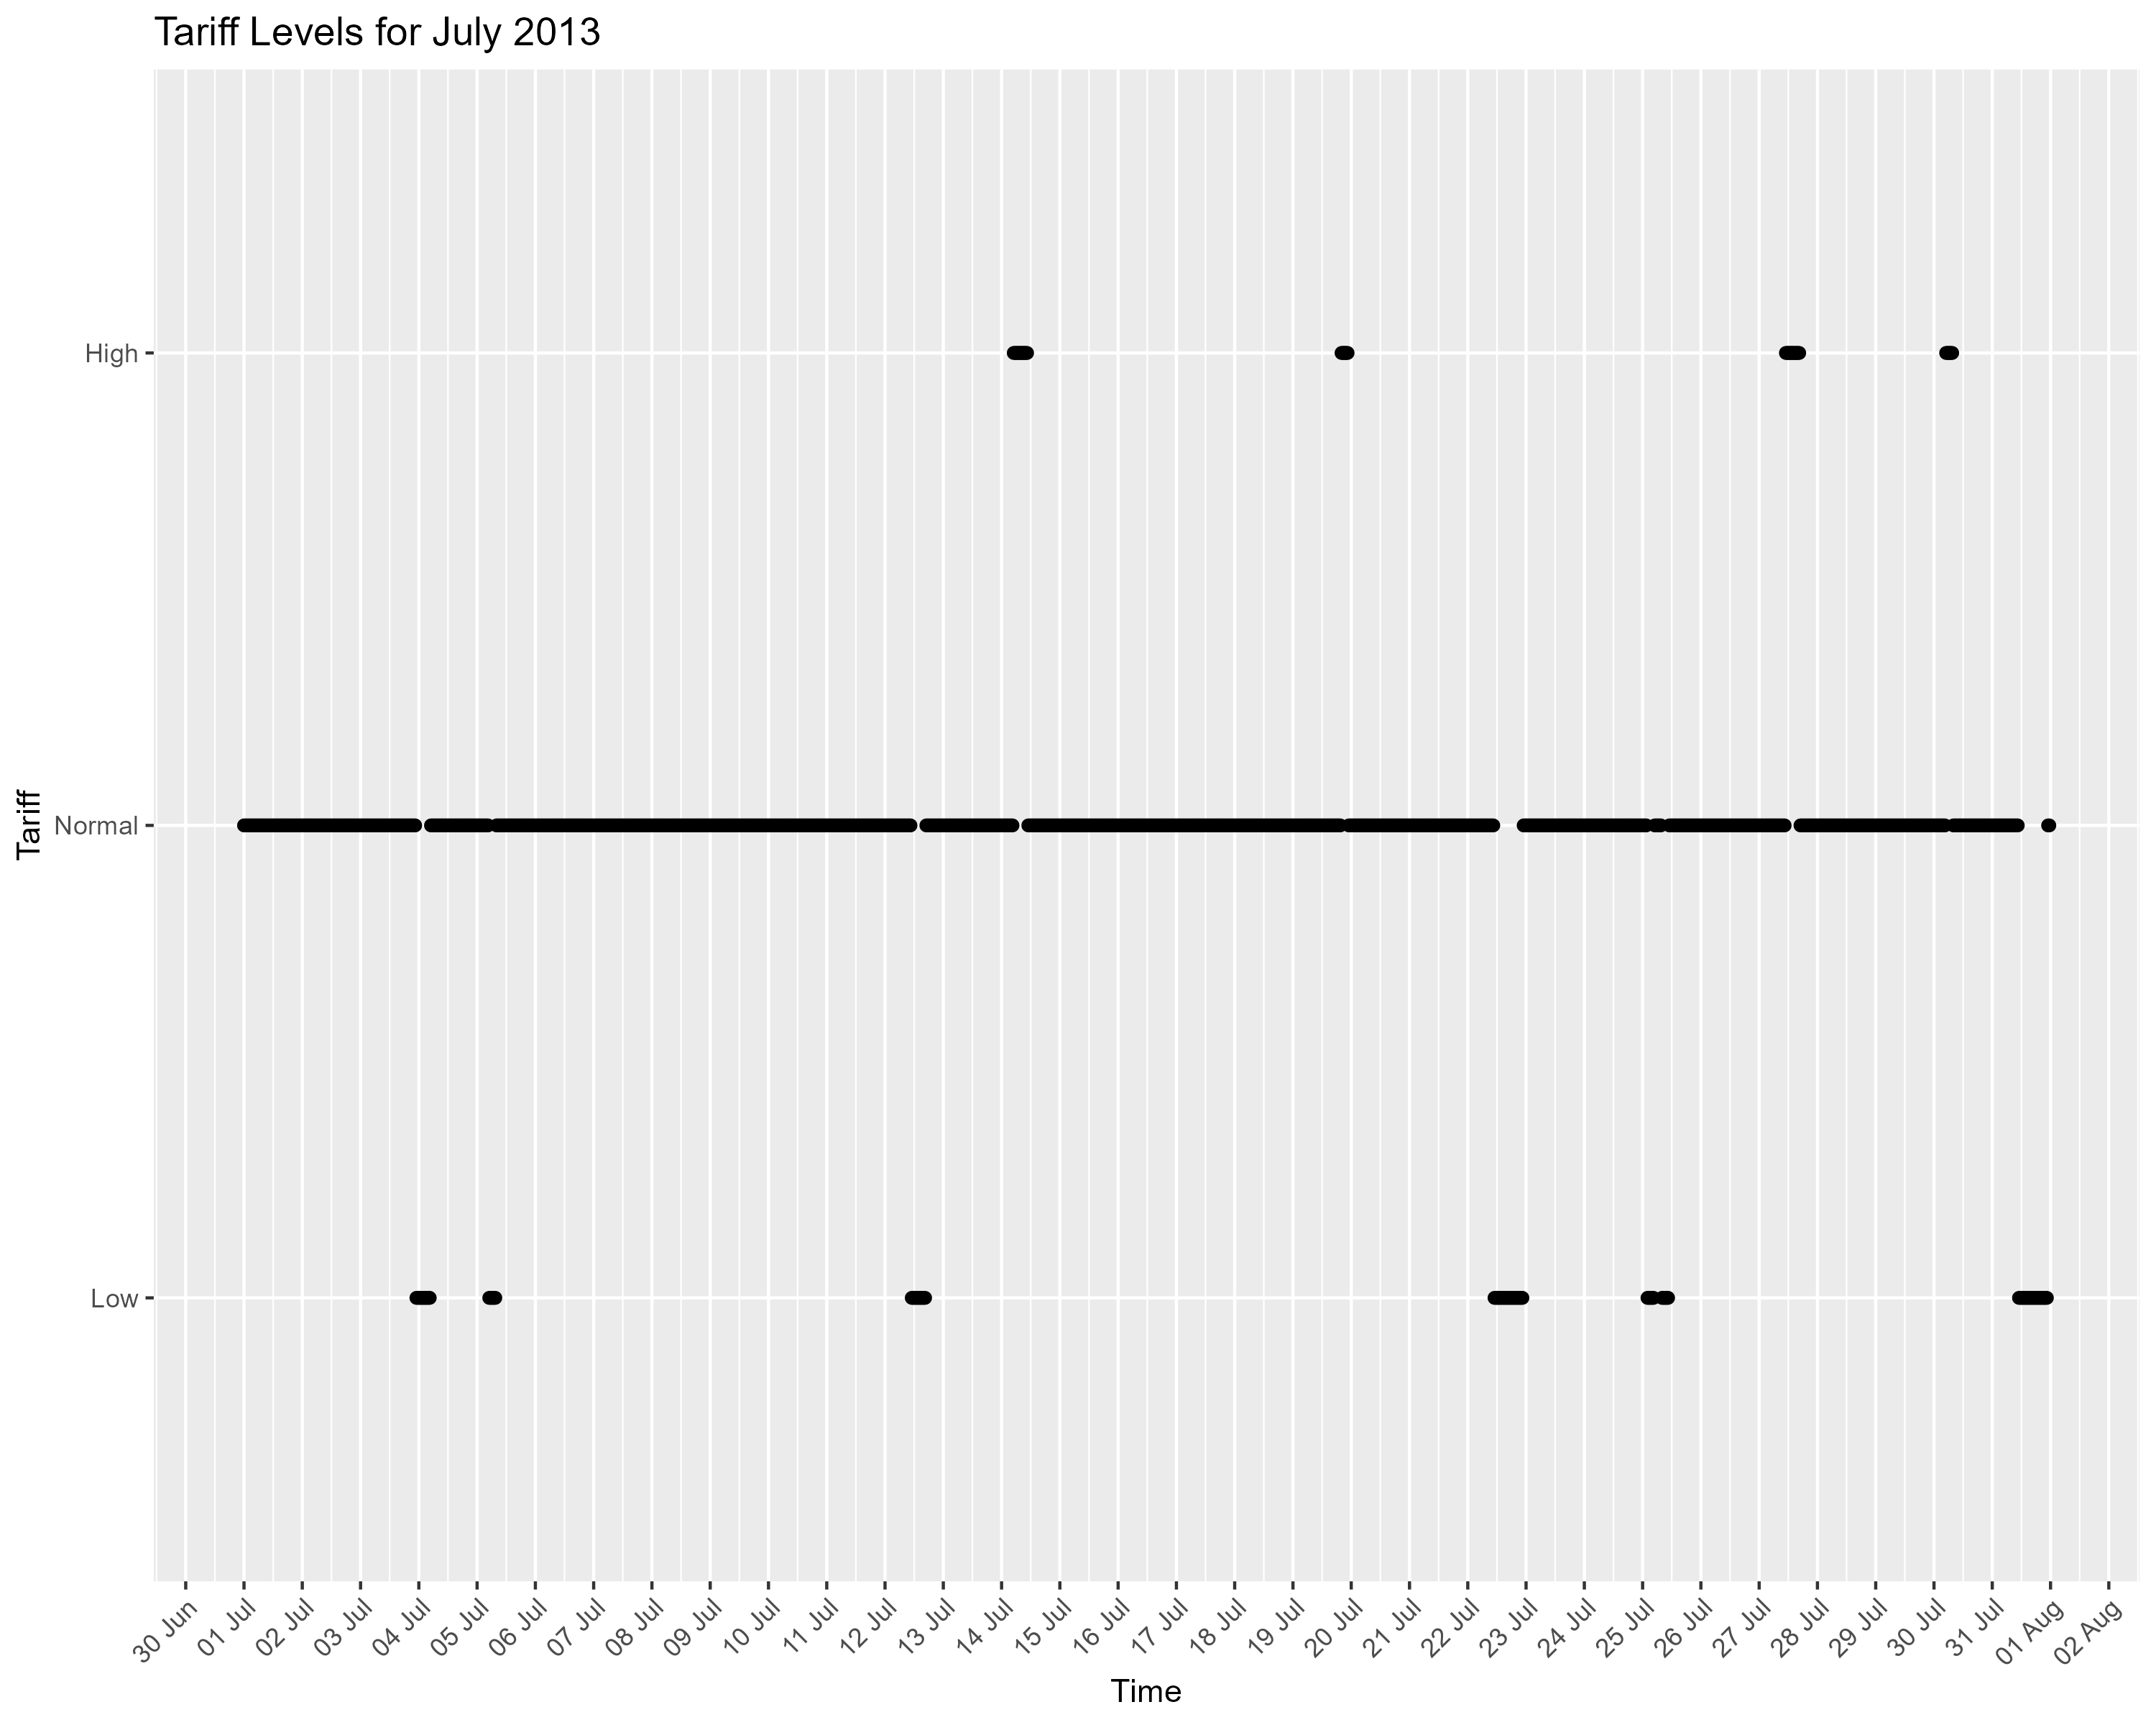 Tariff Levels for July 2013
Tariff
High
Normal
Low
30 Jun
01 Jul
02 Jul
03 Jul
04 Jul
05 Jul
06 Jul
07 Jul
08 Jul
09 Jul
10 Jul
11 Jul
12 Jul
13 Jul
14 Jul
15 Jul
16 Jul
17 Jul
18 Jul
19 Jul
20 Jul
21 Jul
22 Jul
23 Jul
24 Jul
25 Jul
26 Jul
27 Jul
28 Jul
29 Jul
30 Jul
31 Jul
01 Aug
02 Aug
Time